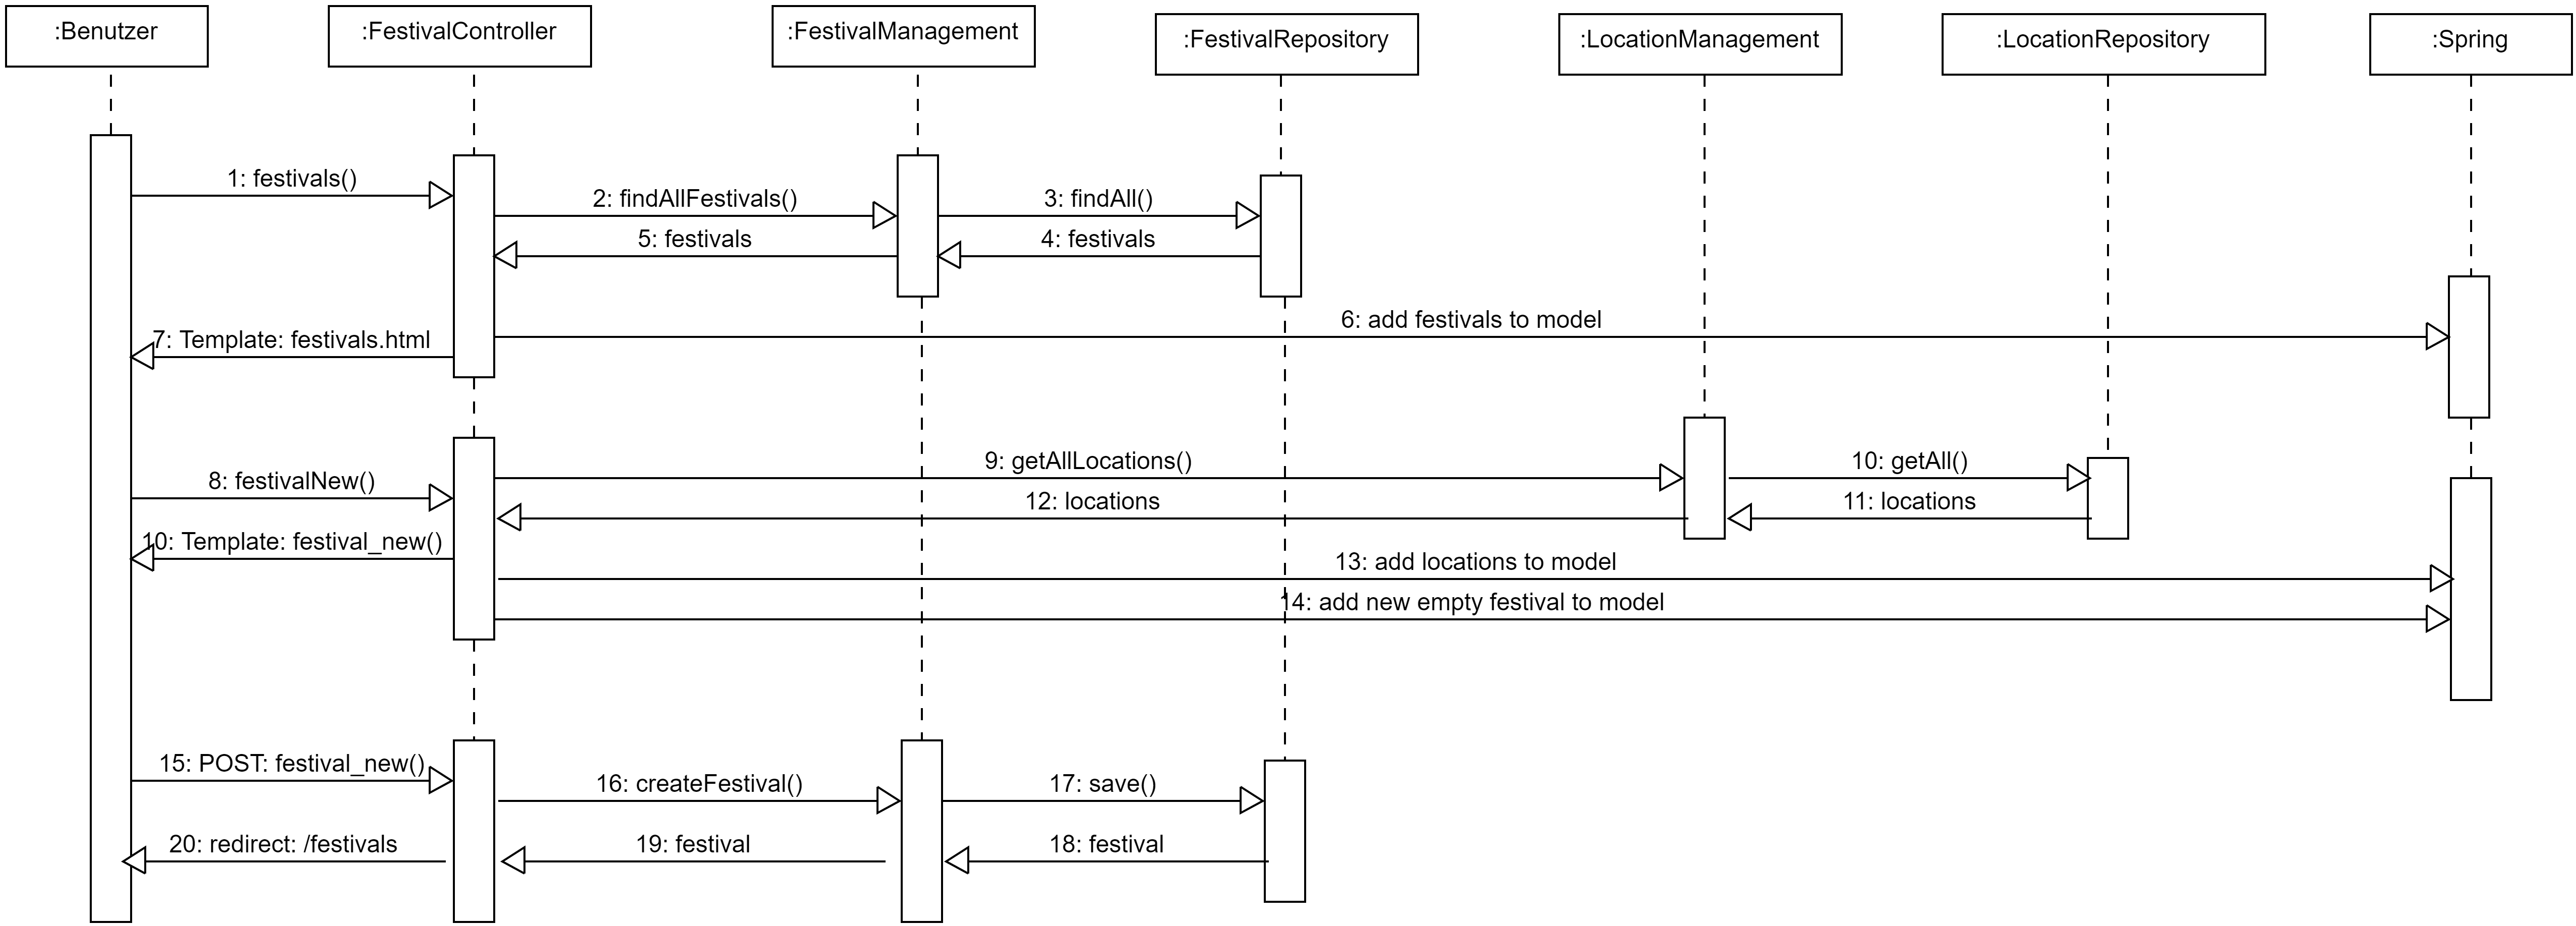 :Benutzer
:FestivalController
:FestivalManagement
:FestivalRepository
:LocationManagement
:LocationRepository
:Spring
1: festivals()
2: findAllFestivals()
3: findAll()
5: festivals
4: festivals
6: add festivals to model
7: Template: festivals.html
8: festivalNew()
9: getAllLocations()
10: getAll()
12: locations
11: locations
10: Template: festival_new()
13: add locations to model
14: add new empty festival to model
15: POST: festival_new()
16: createFestival()
17: save()
20: redirect: /festivals
19: festival
18: festival